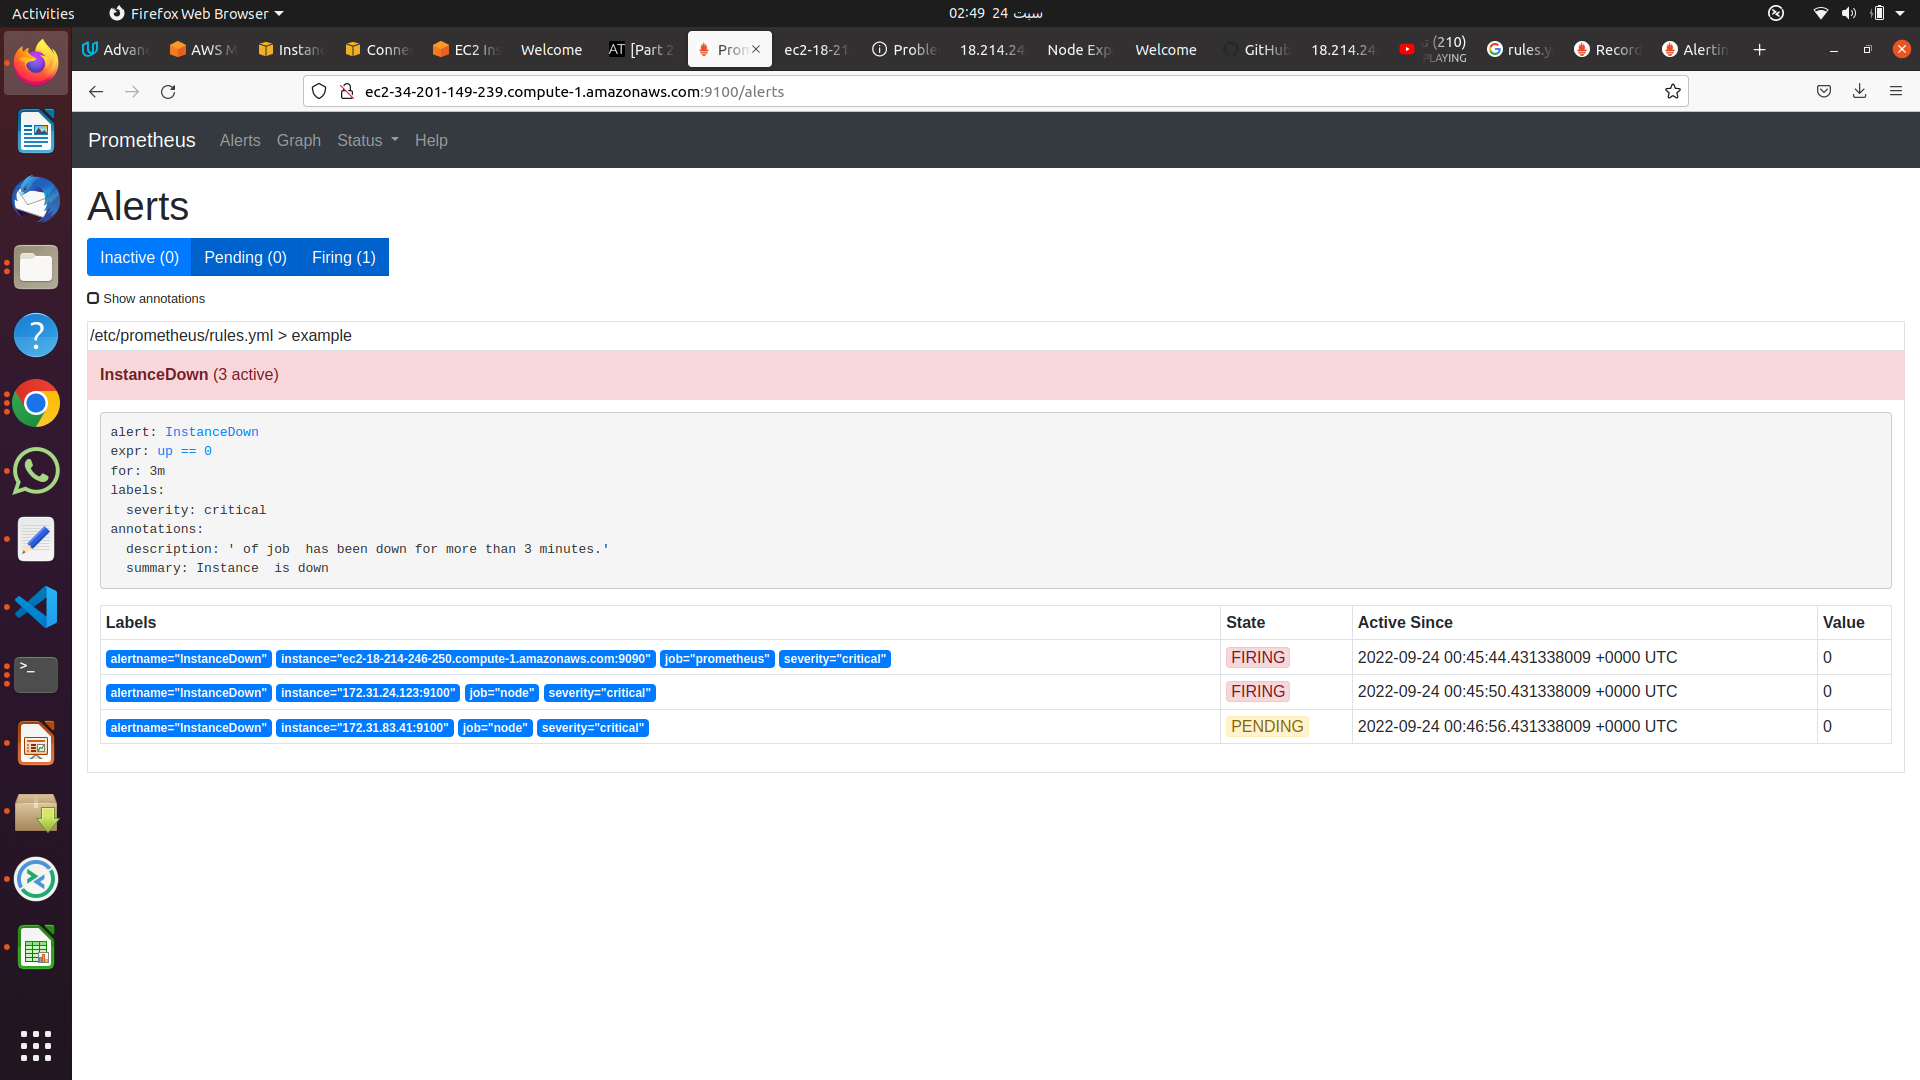 Activities
Firefox Web Browser
02:49 24 سبت
Advan
AWS M
Instan
Conne
EC2 In
Welcome
[Part 2
Pro
ec2-18-21
Proble
18.214.24
Node Exp
Welcome
GitHub
18.214.24
(210)
PLAYING
rules.y
Record
Alertin
ec2-34-201-149-239.compute-1.amazonaws.com:9100/alerts
Prometheus Alerts Graph Status Help
Alerts
Inactive (0) Pending (0) Firing (1)
Show annotations
/etc/prometheus/rules.yml > example
InstanceDown (3 active)
alert: InstanceDown
expr: up == 0
for: 3m
labels:
severity: critical
annotations:
description: ' of job  has been down for more than 3 minutes.'
summary: Instance  is down
Labels State Active Since Value
alertname="InstanceDown" instance="ec2-18-214-246-250.compute-1.amazonaws.com:9090" job="prometheus" severity="critical" FIRING 2022-09-24 00:45:44.431338009 +0000 UTC 0
alertname="InstanceDown" instance="172.31.24.123:9100" job="node" severity="critical" FIRING 2022-09-24 00:45:50.431338009 +0000 UTC 0
alertname="InstanceDown" instance="172.31.83.41:9100" job="node" severity="critical" PENDING 2022-09-24 00:46:56.431338009 +0000 UTC 0